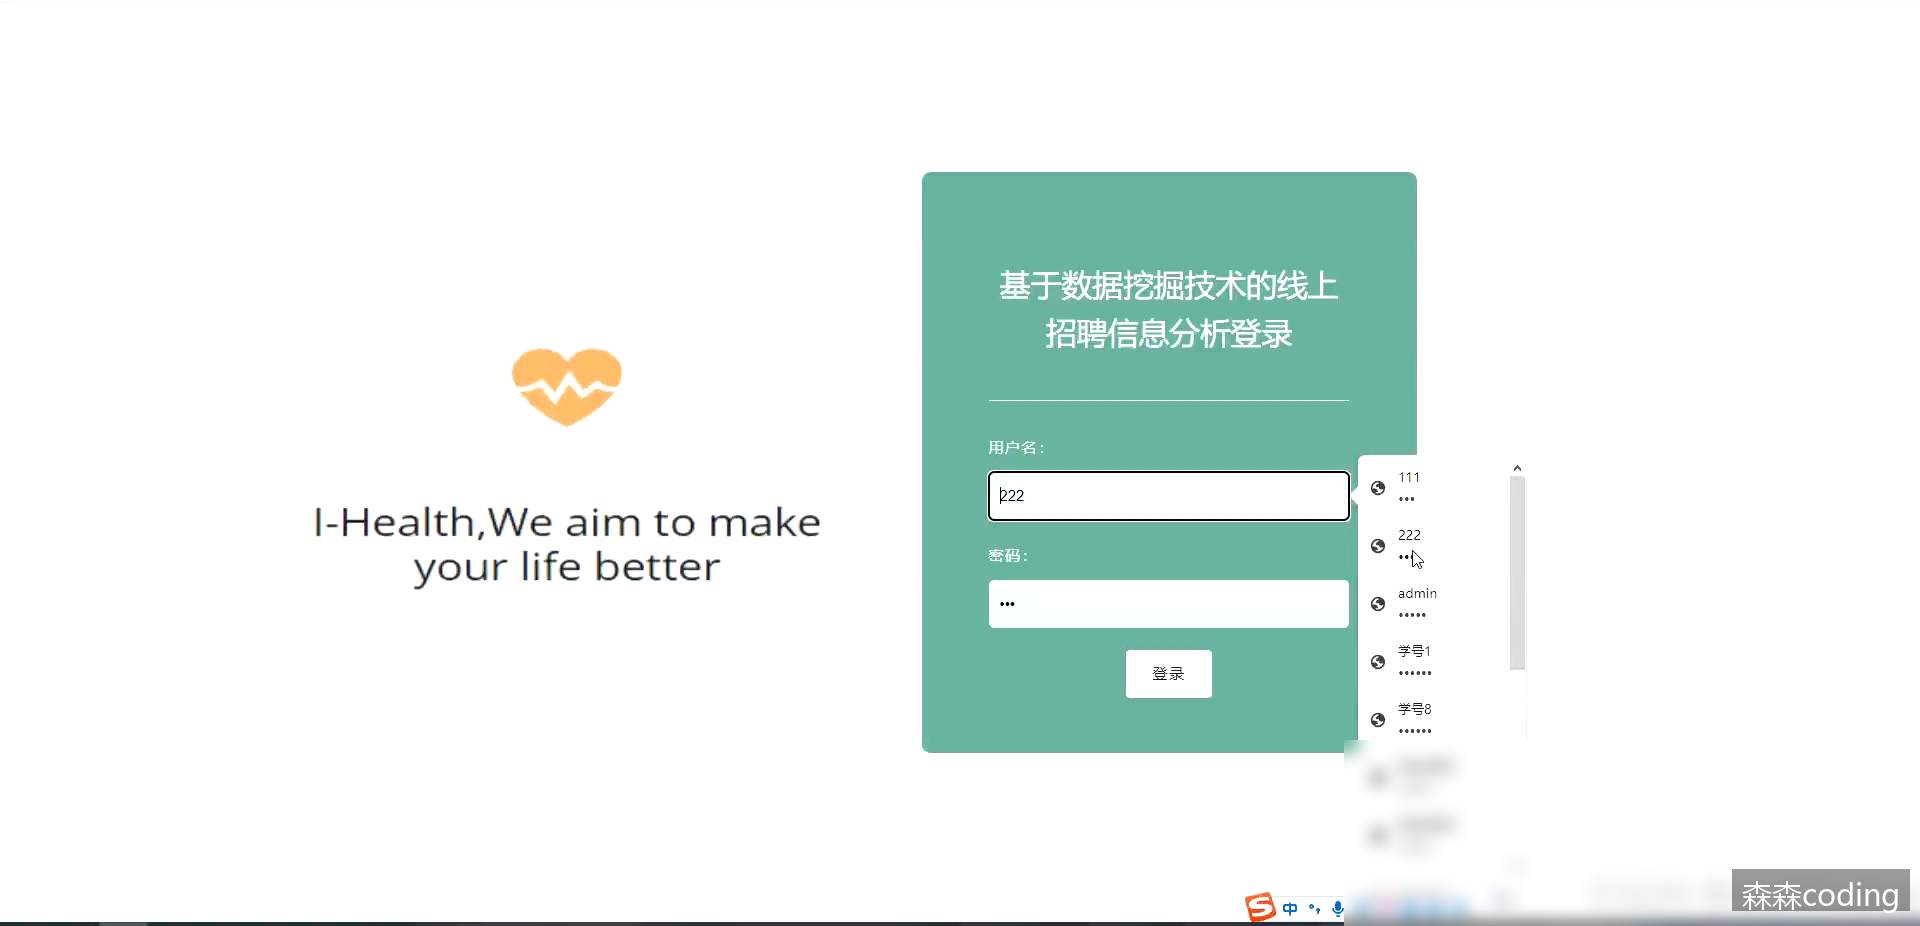 I-Health,We aim to make
your life better
基于数据挖掘技术的线上
招聘信息分析登录
用户名：
222
密码：
•••
登录
111
•••
222
•••
admin
•••••
学号1
••••••
学号8
••••••
中
森森coding